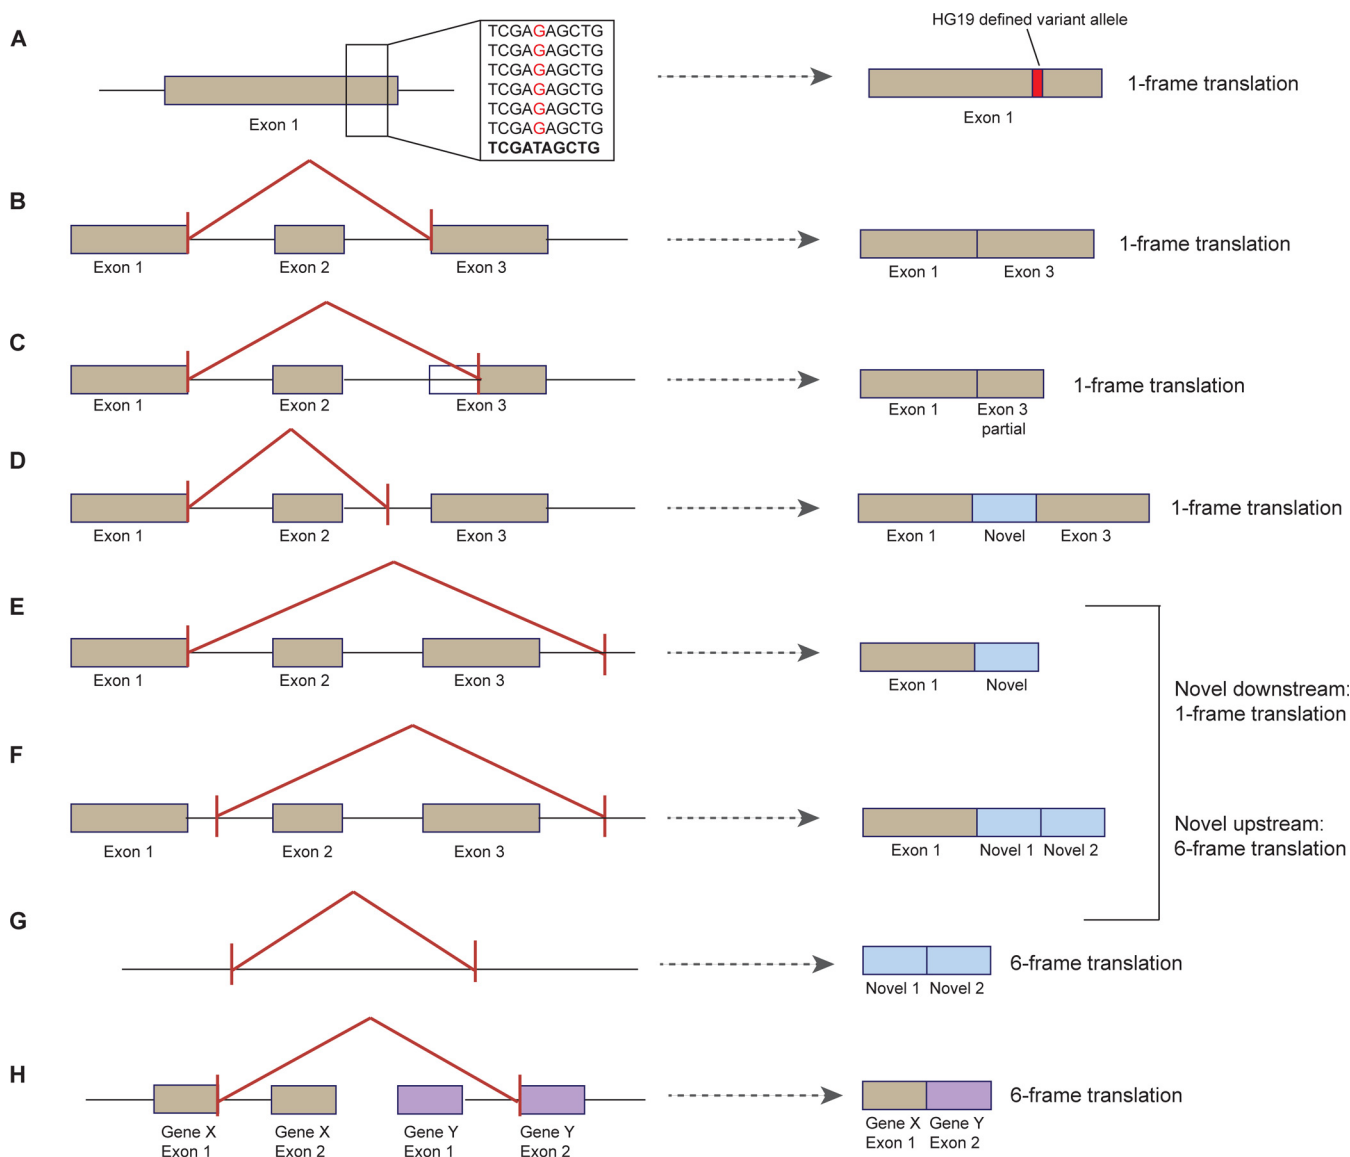 A
TCGAGAGCTG
TCGAGAGCTG
TCGAGAGCTG
TCGAGAGCTG
TCGAGAGCTG
TCGAGAGCTG
TCGATAGCTG
Exon 1
HG19 defined variant allele
Exon 1
1-frame translation
B
Exon 1
Exon 2
Exon 3
Exon 1
Exon 3
1-frame translation
C
Exon 1
Exon 2
Exon 3
Exon 1
Exon 3
partial
1-frame translation
D
Exon 1
Exon 2
Exon 3
Exon 1
Novel
Exon 3
1-frame translation
E
Exon 1
Exon 2
Exon 3
Exon 1
Novel
Novel downstream:
1-frame translation
F
Exon 1
Exon 2
Exon 3
Exon 1
Novel 1
Novel 2
Novel upstream:
6-frame translation
G
Novel 1
Novel 2
6-frame translation
H
Gene X
Exon 1
Gene X
Exon 2
Gene Y
Exon 1
Gene Y
Exon 2
Gene X
Exon 1
Gene Y
Exon 2
6-frame translation